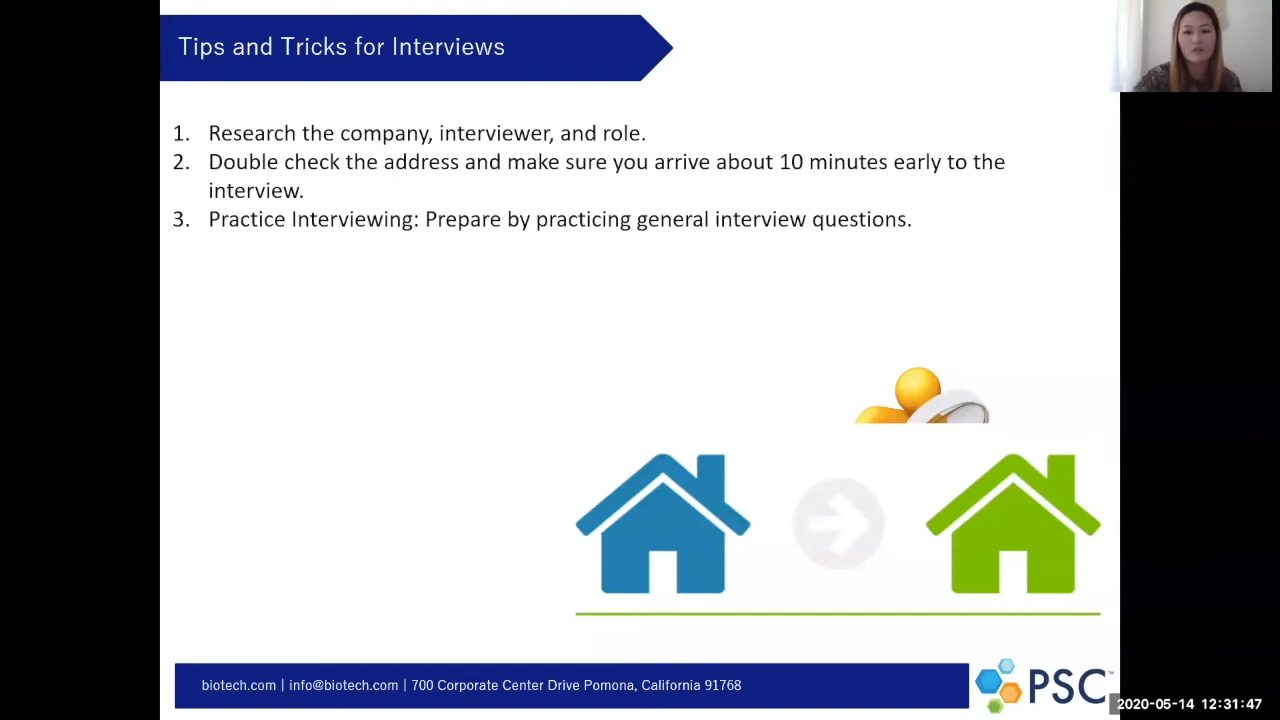 Tips and Tricks for Interviews
1. Research the company, interviewer, and role.
2. Double check the address and make sure you arrive about 10 minutes early to the
interview.
3. Practice Interviewing: Prepare by practicing general interview questions.
biotech.com | info@biotech.com | 700 Corporate Center Drive Pomona, California 91768
PSC™
2020-05-14 12:31:47